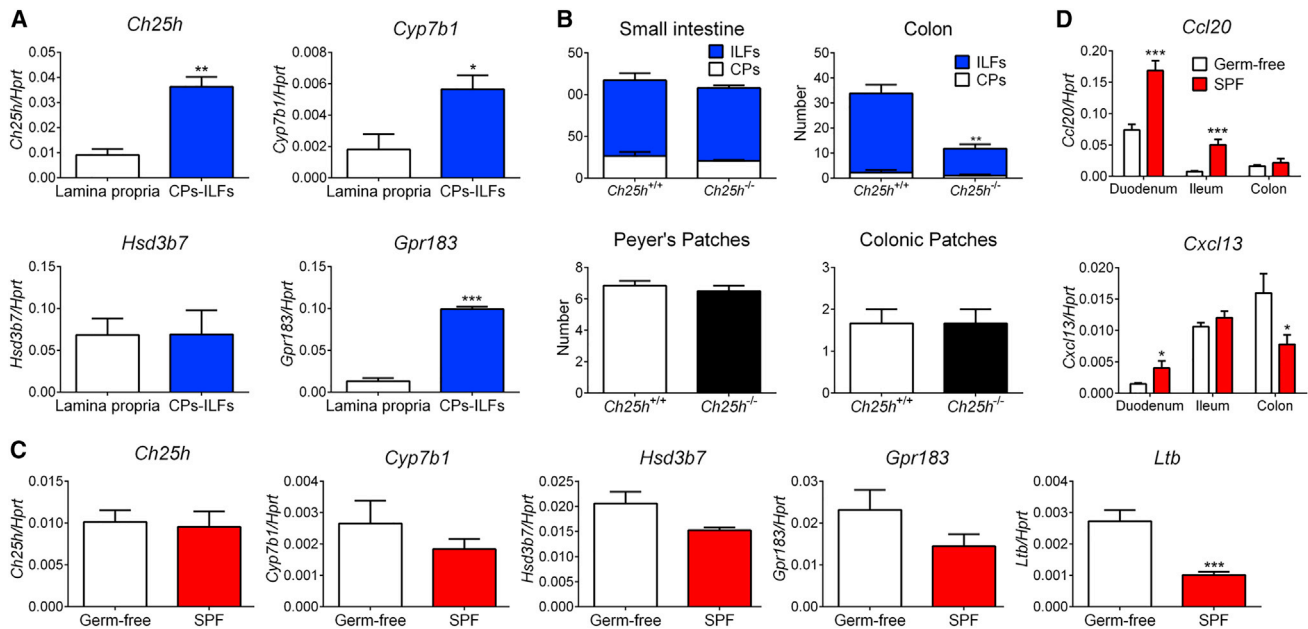 A
Ch25h
Ch25h/Hprt
0.05
0.04
0.03
0.02
0.01
0.00
**
Lamina propria CPs-ILFs
Cyp7b1
Cyp7b1/Hprt
0.008
0.006
0.004
0.002
0.000
*
Lamina propria CPs-ILFs
Hsd3b7
Hsd3b7/Hprt
0.15
0.10
0.05
0.00
Lamina propria CPs-ILFs
Gpr183
Gpr183/Hprt
0.15
0.10
0.05
0.00
***
Lamina propria CPs-ILFs
B
Small intestine
ILFs
CPs
50
00
50
0
Ch25h+/+ Ch25h-/-
Colon
ILFs
CPs
Number
50
40
30
20
10
0
**
Ch25h+/+ Ch25h-/-
Peyer's Patches
Number
8
6
4
2
0
Ch25h+/+ Ch25h-/-
Colonic Patches
3
2
1
0
Ch25h+/+ Ch25h-/-
D
Ccl20
Ccl20/Hprt
0.20
0.15
0.10
0.05
0.00
***
***
Germ-free
SPF
Duodenum Ileum Colon
Cxcl13
Cxcl13/Hprt
0.020
0.015
0.010
0.005
0.000
*
*
Duodenum Ileum Colon
C
Ch25h
Ch25h/Hprt
0.015
0.010
0.005
0.000
Germ-free SPF
Cyp7b1
Cyp7b1/Hprt
0.004
0.003
0.002
0.001
0.000
Germ-free SPF
Hsd3b7
Hsd3b7/Hprt
0.025
0.020
0.015
0.010
0.005
0.000
Germ-free SPF
Gpr183
Gpr183/Hprt
0.03
0.02
0.01
0.00
Germ-free SPF
Ltb
Ltb/Hprt
0.004
0.003
0.002
0.001
0.000
***
Germ-free SPF